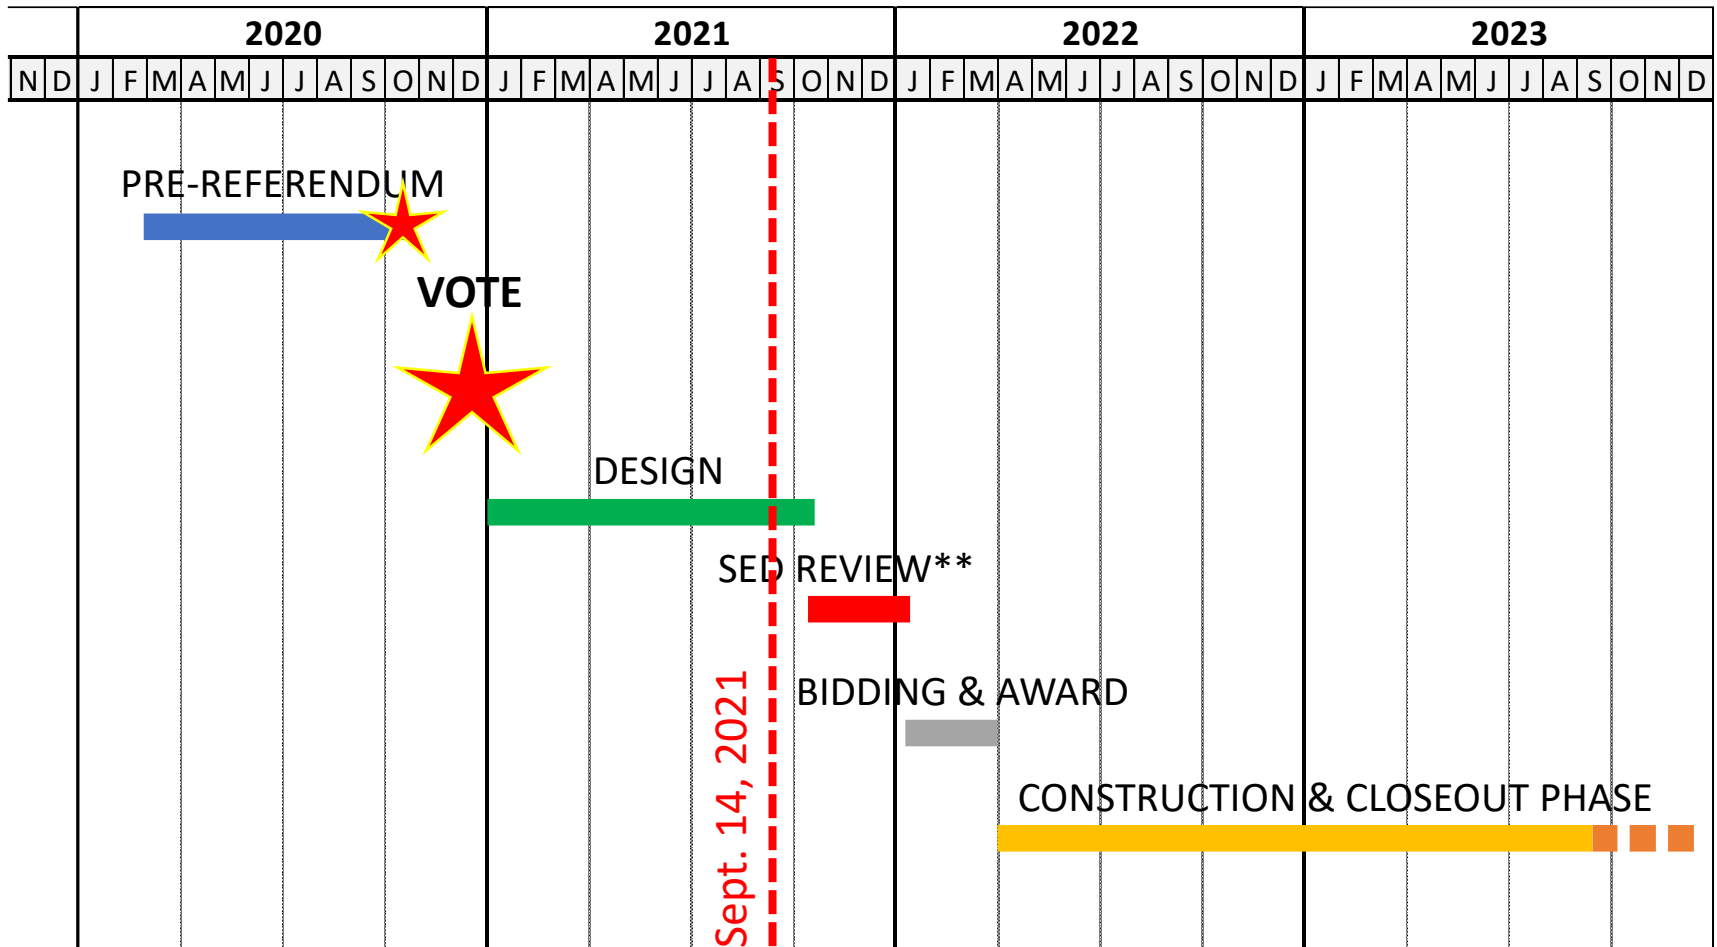 2020 2021 2022 2023
N D J F M A M J J A S O N D J F M A M J J A S O N D J F M A M J J A S O N D J F M A M J J A S O N D
PRE-REFERENDUM
VOTE
DESIGN
SED REVIEW**
BIDDING & AWARD
CONSTRUCTION & CLOSEOUT PHASE
Sept. 14, 2021